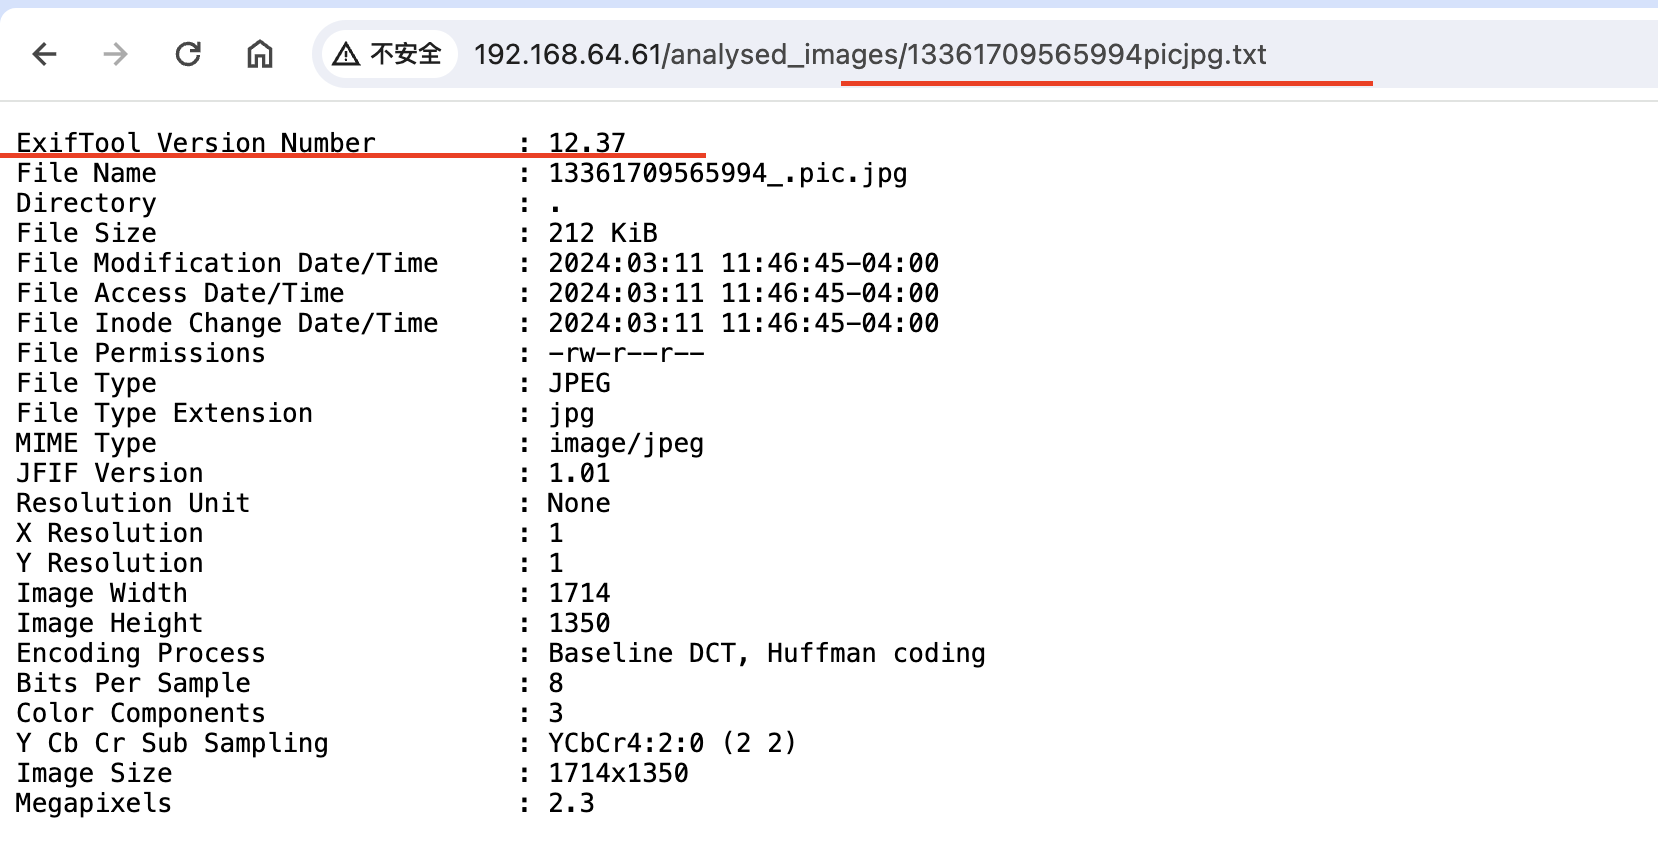 不安全 192.168.64.61/analysed_images/13361709565994picjpg.txt
ExifTool Version Number : 12.37
File Name : 13361709565994_.pic.jpg
Directory : .
File Size : 212 KiB
File Modification Date/Time : 2024:03:11 11:46:45-04:00
File Access Date/Time : 2024:03:11 11:46:45-04:00
File Inode Change Date/Time : 2024:03:11 11:46:45-04:00
File Permissions : -rw-r--r--
File Type : JPEG
File Type Extension : jpg
MIME Type : image/jpeg
JFIF Version : 1.01
Resolution Unit : None
X Resolution : 1
Y Resolution : 1
Image Width : 1714
Image Height : 1350
Encoding Process : Baseline DCT, Huffman coding
Bits Per Sample : 8
Color Components : 3
Y Cb Cr Sub Sampling : YCbCr4:2:0 (2 2)
Image Size : 1714x1350
Megapixels : 2.3